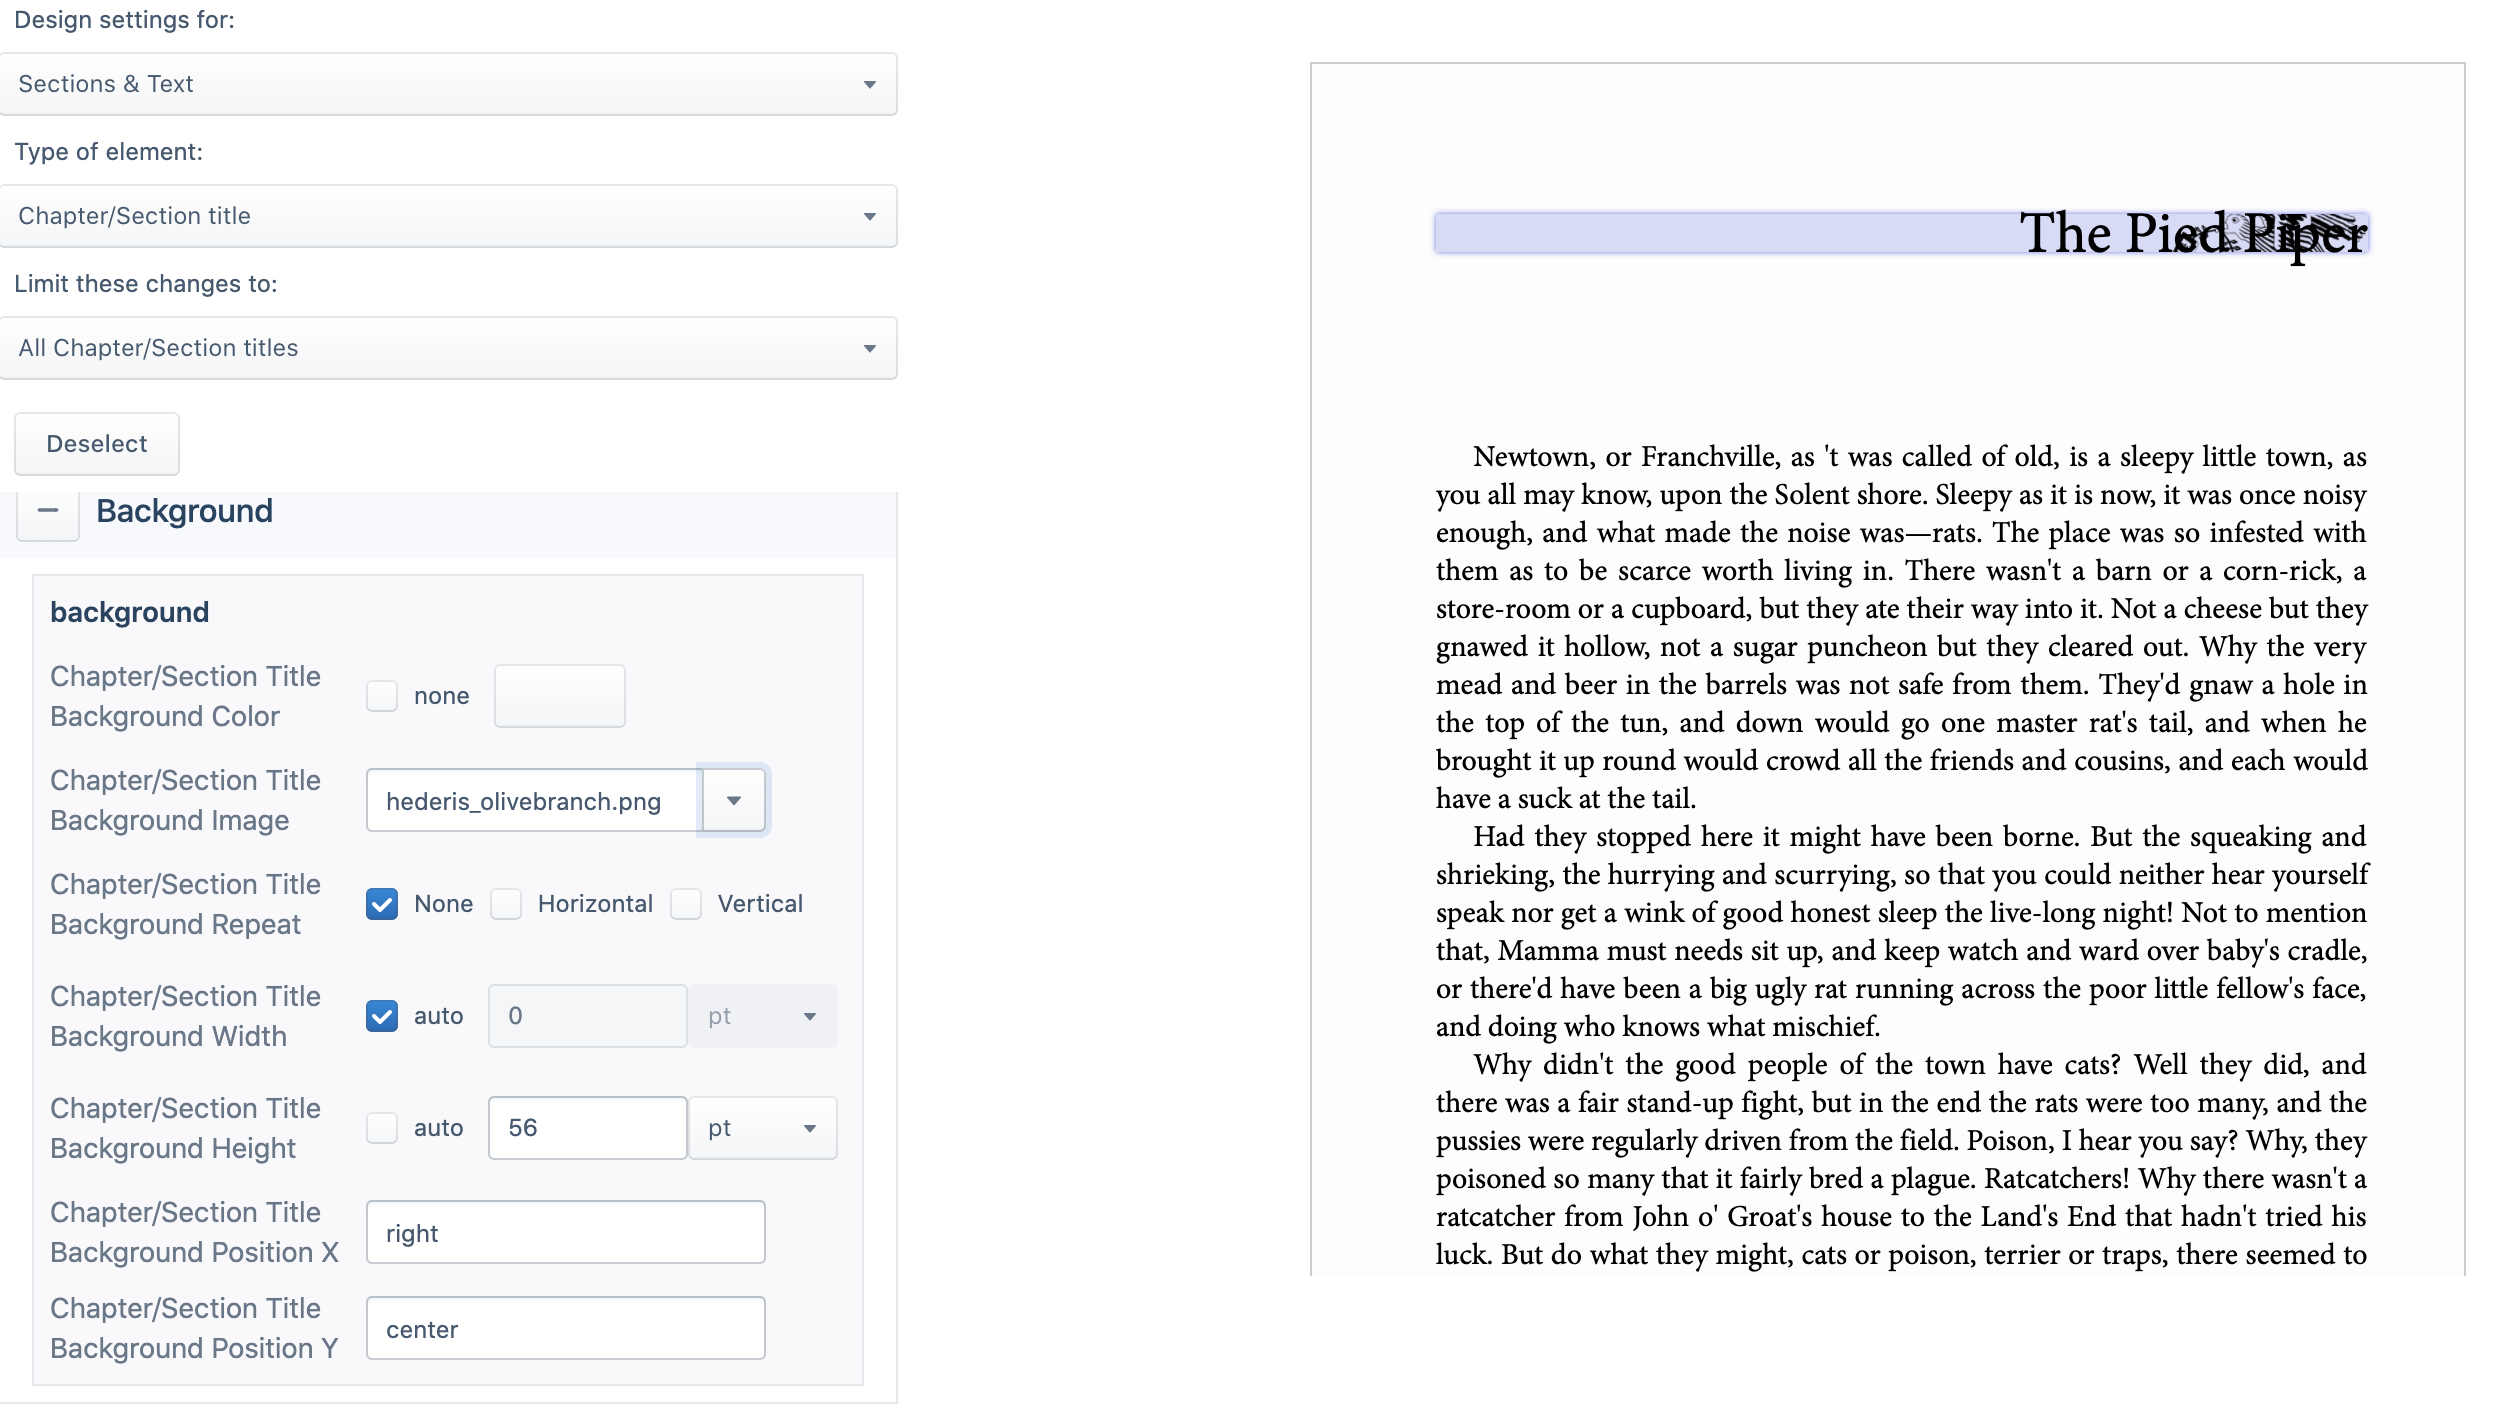 Design settings for:
Sections & Text
Type of element:
Chapter/Section title
Limit these changes to:
All Chapter/Section titles
Deselect
Background
background
Chapter/Section Title
Background Color
none
Chapter/Section Title
Background Image
hederis_olivebranch.png
Chapter/Section Title
Background Repeat
None
Horizontal
Vertical
Chapter/Section Title
Background Width
auto
0
pt
Chapter/Section Title
Background Height
auto
56
pt
Chapter/Section Title
Background Position X
right
Chapter/Section Title
Background Position Y
center
The Pied Piper
Newtown, or Franchville, as 't was called of old, is a sleepy little town, as
you all may know, upon the Solent shore. Sleepy as it is now, it was once noisy
enough, and what made the noise was—rats. The place was so infested with
them as to be scarce worth living in. There wasn't a barn or a corn-rick, a
store-room or a cupboard, but they ate their way into it. Not a cheese but they
gnawed it hollow, not a sugar puncheon but they cleared out. Why the very
mead and beer in the barrels was not safe from them. They'd gnaw a hole in
the top of the tun, and down would go one master rat's tail, and when he
brought it up round would crowd all the friends and cousins, and each would
have a suck at the tail.
Had they stopped here it might have been borne. But the squeaking and
shrieking, the hurrying and scurrying, so that you could neither hear yourself
speak nor get a wink of good honest sleep the live-long night! Not to mention
that, Mamma must needs sit up, and keep watch and ward over baby's cradle,
or there'd have been a big ugly rat running across the poor little fellow's face,
and doing who knows what mischief.
Why didn't the good people of the town have cats? Well they did, and
there was a fair stand-up fight, but in the end the rats were too many, and the
pussies were regularly driven from the field. Poison, I hear you say? Why, they
poisoned so many that it fairly bred a plague. Ratcatchers! Why there wasn't a
ratcatcher from John o' Groat's house to the Land's End that hadn't tried his
luck. But do what they might, cats or poison, terrier or traps, there seemed to